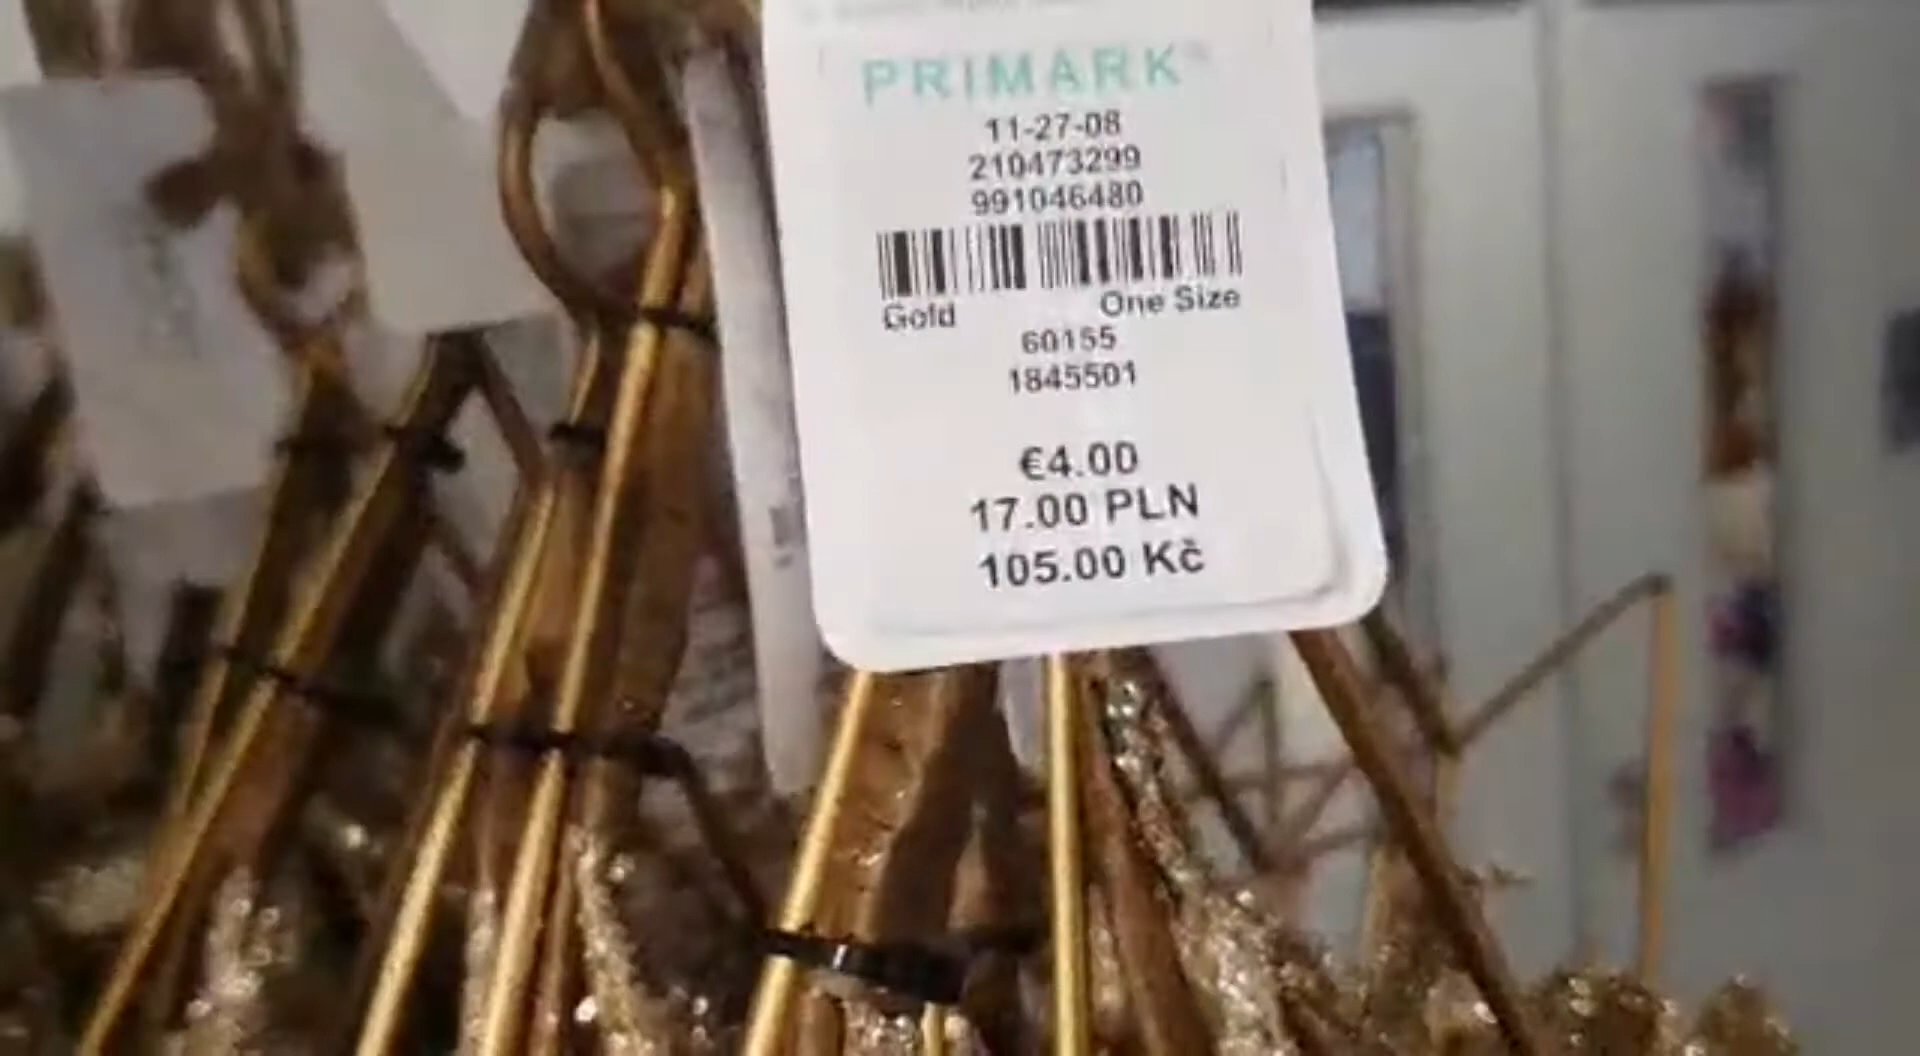 PRIMARK
11-27-08
210473299
991046480
Gold One Size
60155
1845501
€4.00
17.00 PLN
105.00 Kč